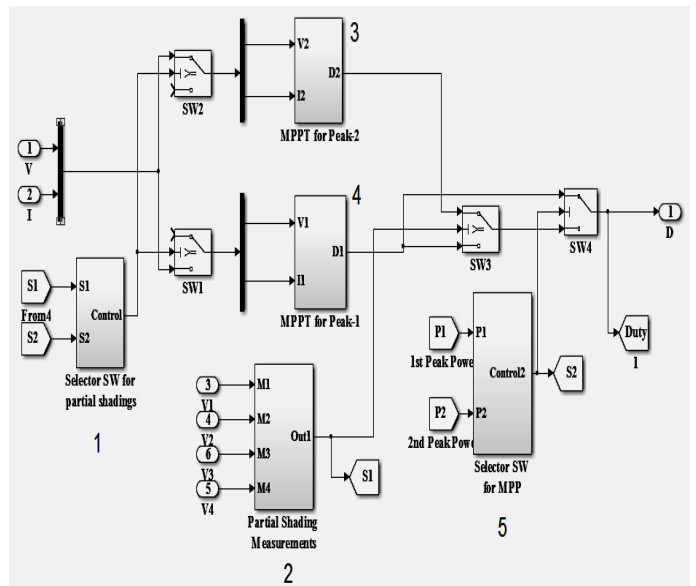 3
V2
D2
I2
SW2
MPPT for Peak-2
1
V
2
I
4
V1
D1
I1
SW1
MPPT for Peak-1
>=
>=
>=
SW3
SW4
1
D
S1
From4
S2
S1
Control
S2
Selector SW for
partial shadings
1
Duty
1
P1
1st Peak Powe
P2
2nd Peak Powe
P1
Control2
P2
S2
Selector SW
for MPP
5
3
V1
4
V2
6
V3
5
V4
M1
M2
M3
M4
Out1
S1
Partial Shading
Measurements
2